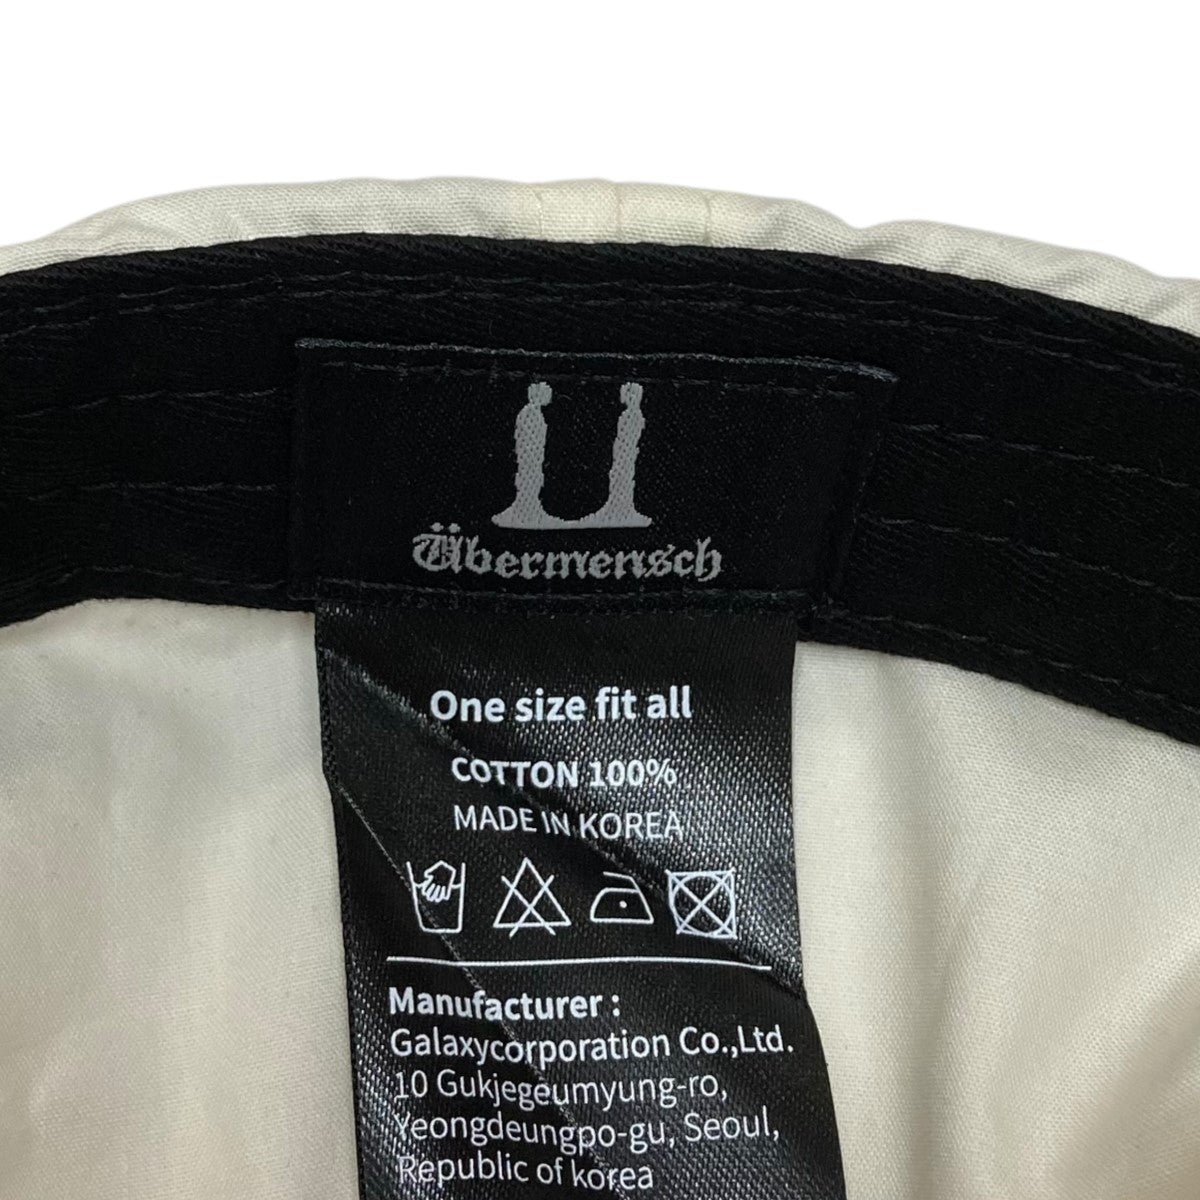 Übermensch
One size fit all
COTTON 100%
MADE IN KOREA
Manufacturer :
Galaxycorporation Co.,Ltd.
10 Gukjegeumyung-ro,
Yeongdeungpo-gu, Seoul,
Republic of korea